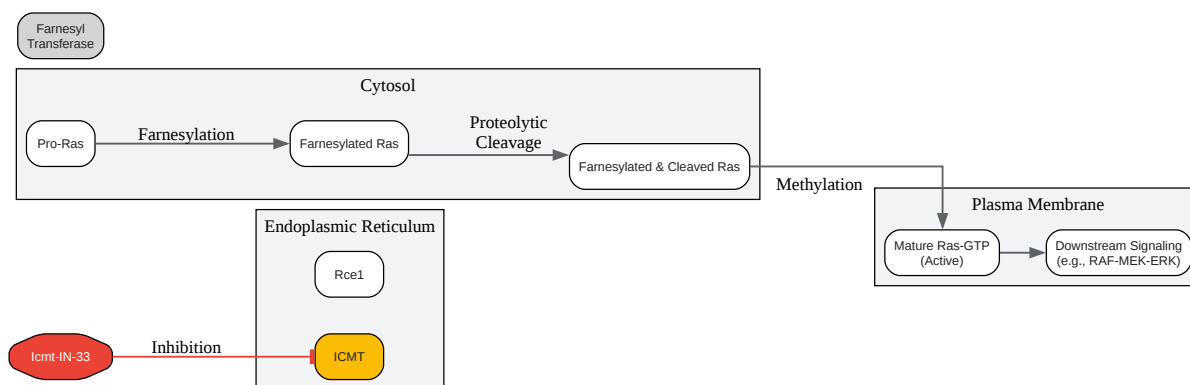 Farnesyl
Transferase
Cytosol
Pro-Ras
Farnesylation
Farnesylated Ras
Proteolytic
Cleavage
Farnesylated & Cleaved Ras
Methylation
Plasma Membrane
Mature Ras-GTP
(Active)
Downstream Signaling
(e.g., RAF-MEK-ERK)
Endoplasmic Reticulum
Rce1
Icmt-IN-33
Inhibition
ICMT